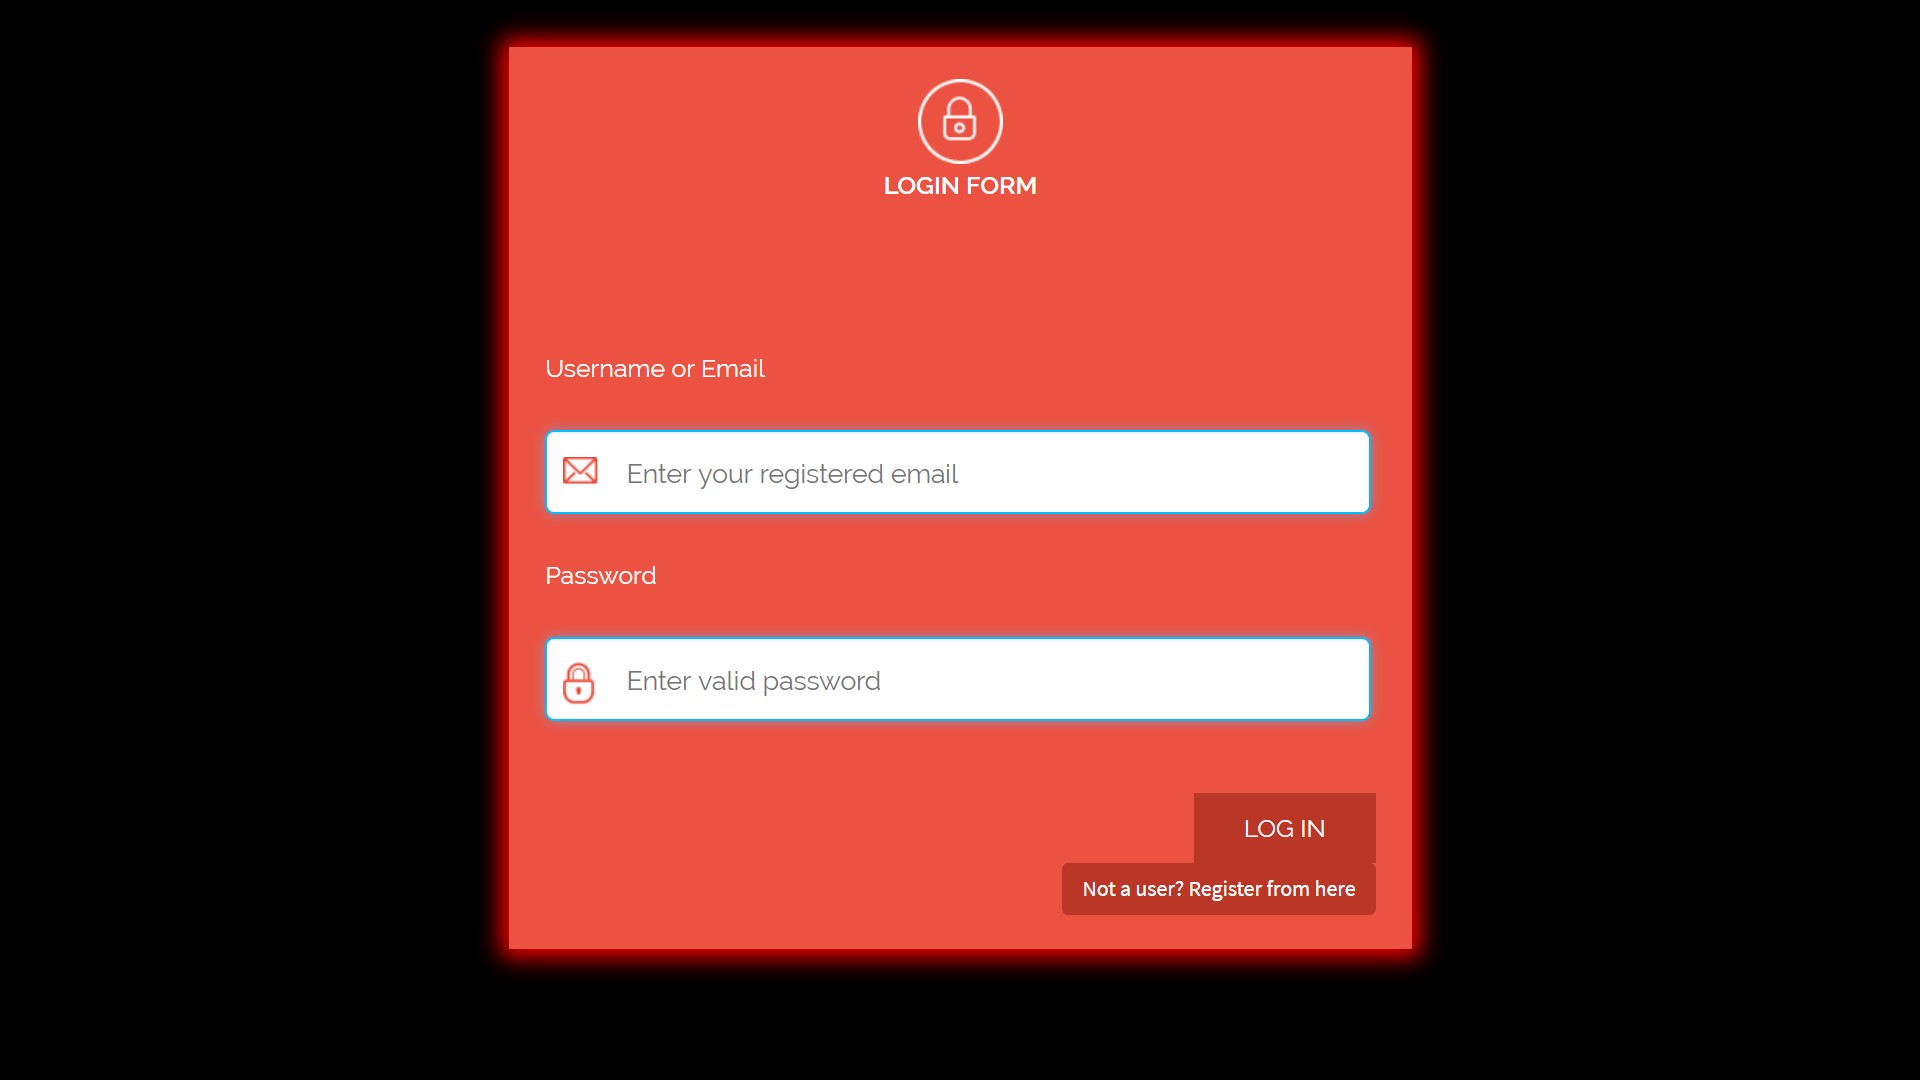 LOGIN FORM
Username or Email
Enter your registered email
Password
Enter valid password
LOG IN
Not a user? Register from here